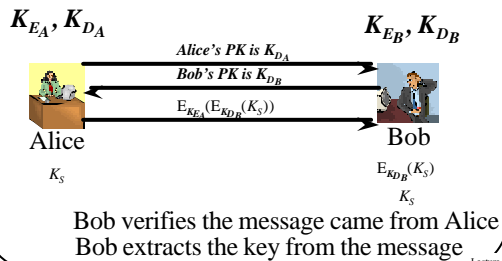 K_{E_A}, K_{D_A}
K_{E_B}, K_{D_B}
Alice's PK is K_{D_A}
Bob's PK is K_{D_B}
E_{K_{EA}}(E_{K_{DB}}(K_S))
Alice
Bob
K_S
E_{K_{D_B}}(K_S)
K_S
Bob verifies the message came from Alice
Bob extracts the key from the message